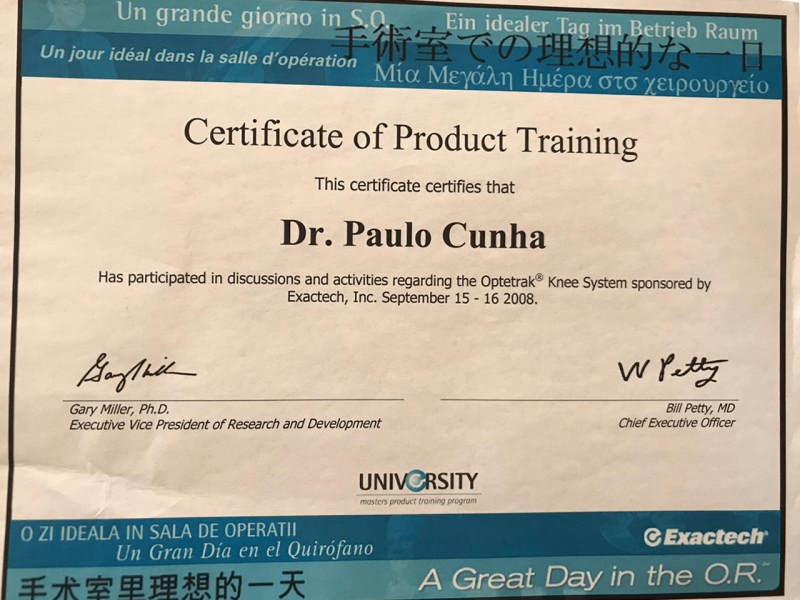 Un grande giorno in S.O.
Ein idealer Tag im Betrieb Raum
手術室での理想的な一日
Un jour idéal dans la salle d'opération
Μία Μεγάλη Ημέρα στσ χειρουργείο
Certificate of Product Training
This certificate certifies that
Dr. Paulo Cunha
Has participated in discussions and activities regarding the Optetrak® Knee System sponsored by
Exactech, Inc. September 15 - 16 2008.
Gary Miller
W Petty
Gary Miller, Ph.D.
Executive Vice President of Research and Development
Bill Petty, MD
Chief Executive Officer
UNIVERSITY
masters product training program
O ZI IDEALA IN SALA DE OPERATII
Un Gran Día en el Quirófano
手术室里理想的一天
Exactech®
A Great Day in the O.R.℠